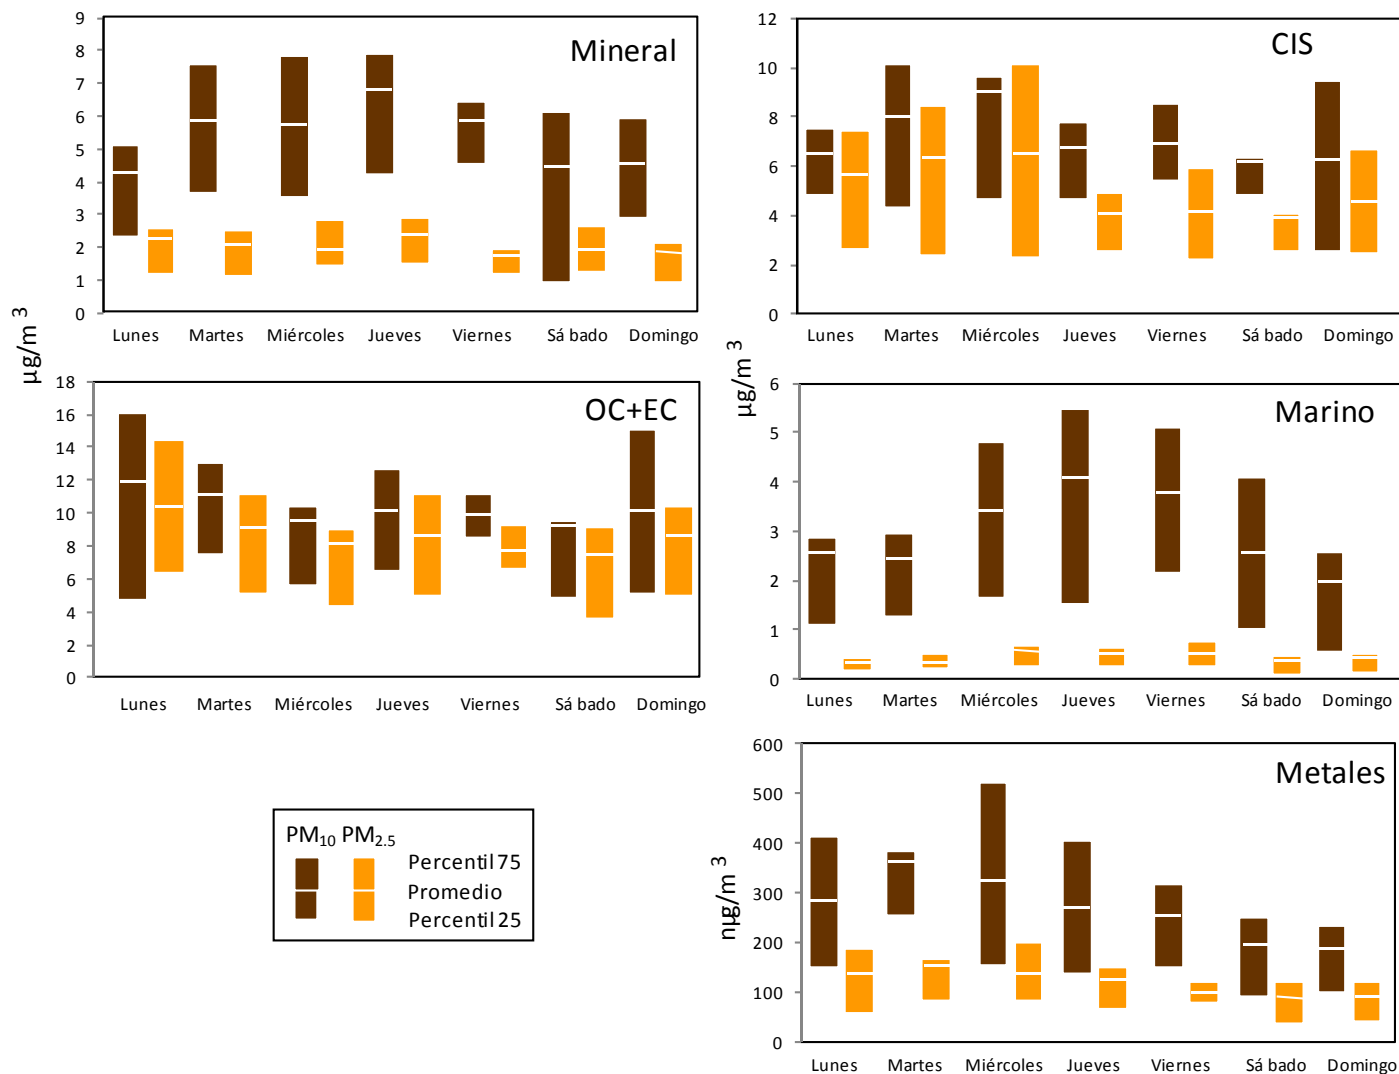 Mineral
9
8
7
6
5
4
3
2
1
0
Lunes Martes Miércoles Jueves Viernes Sá bado Domingo
µg/m 3
CIS
12
10
8
6
4
2
0
Lunes Martes Miércoles Jueves Viernes Sá bado Domingo
µg/m 3
OC+EC
18
16
14
12
10
8
6
4
2
0
Lunes Martes Miércoles Jueves Viernes Sá bado Domingo
Marino
6
5
4
3
2
1
0
Lunes Martes Miércoles Jueves Viernes Sá bado Domingo
PM10 PM2.5
Percentil 75
Promedio
Percentil 25
Metales
600
500
400
300
200
100
0
nµg/m 3
Lunes Martes Miércoles Jueves Viernes Sá bado Domingo